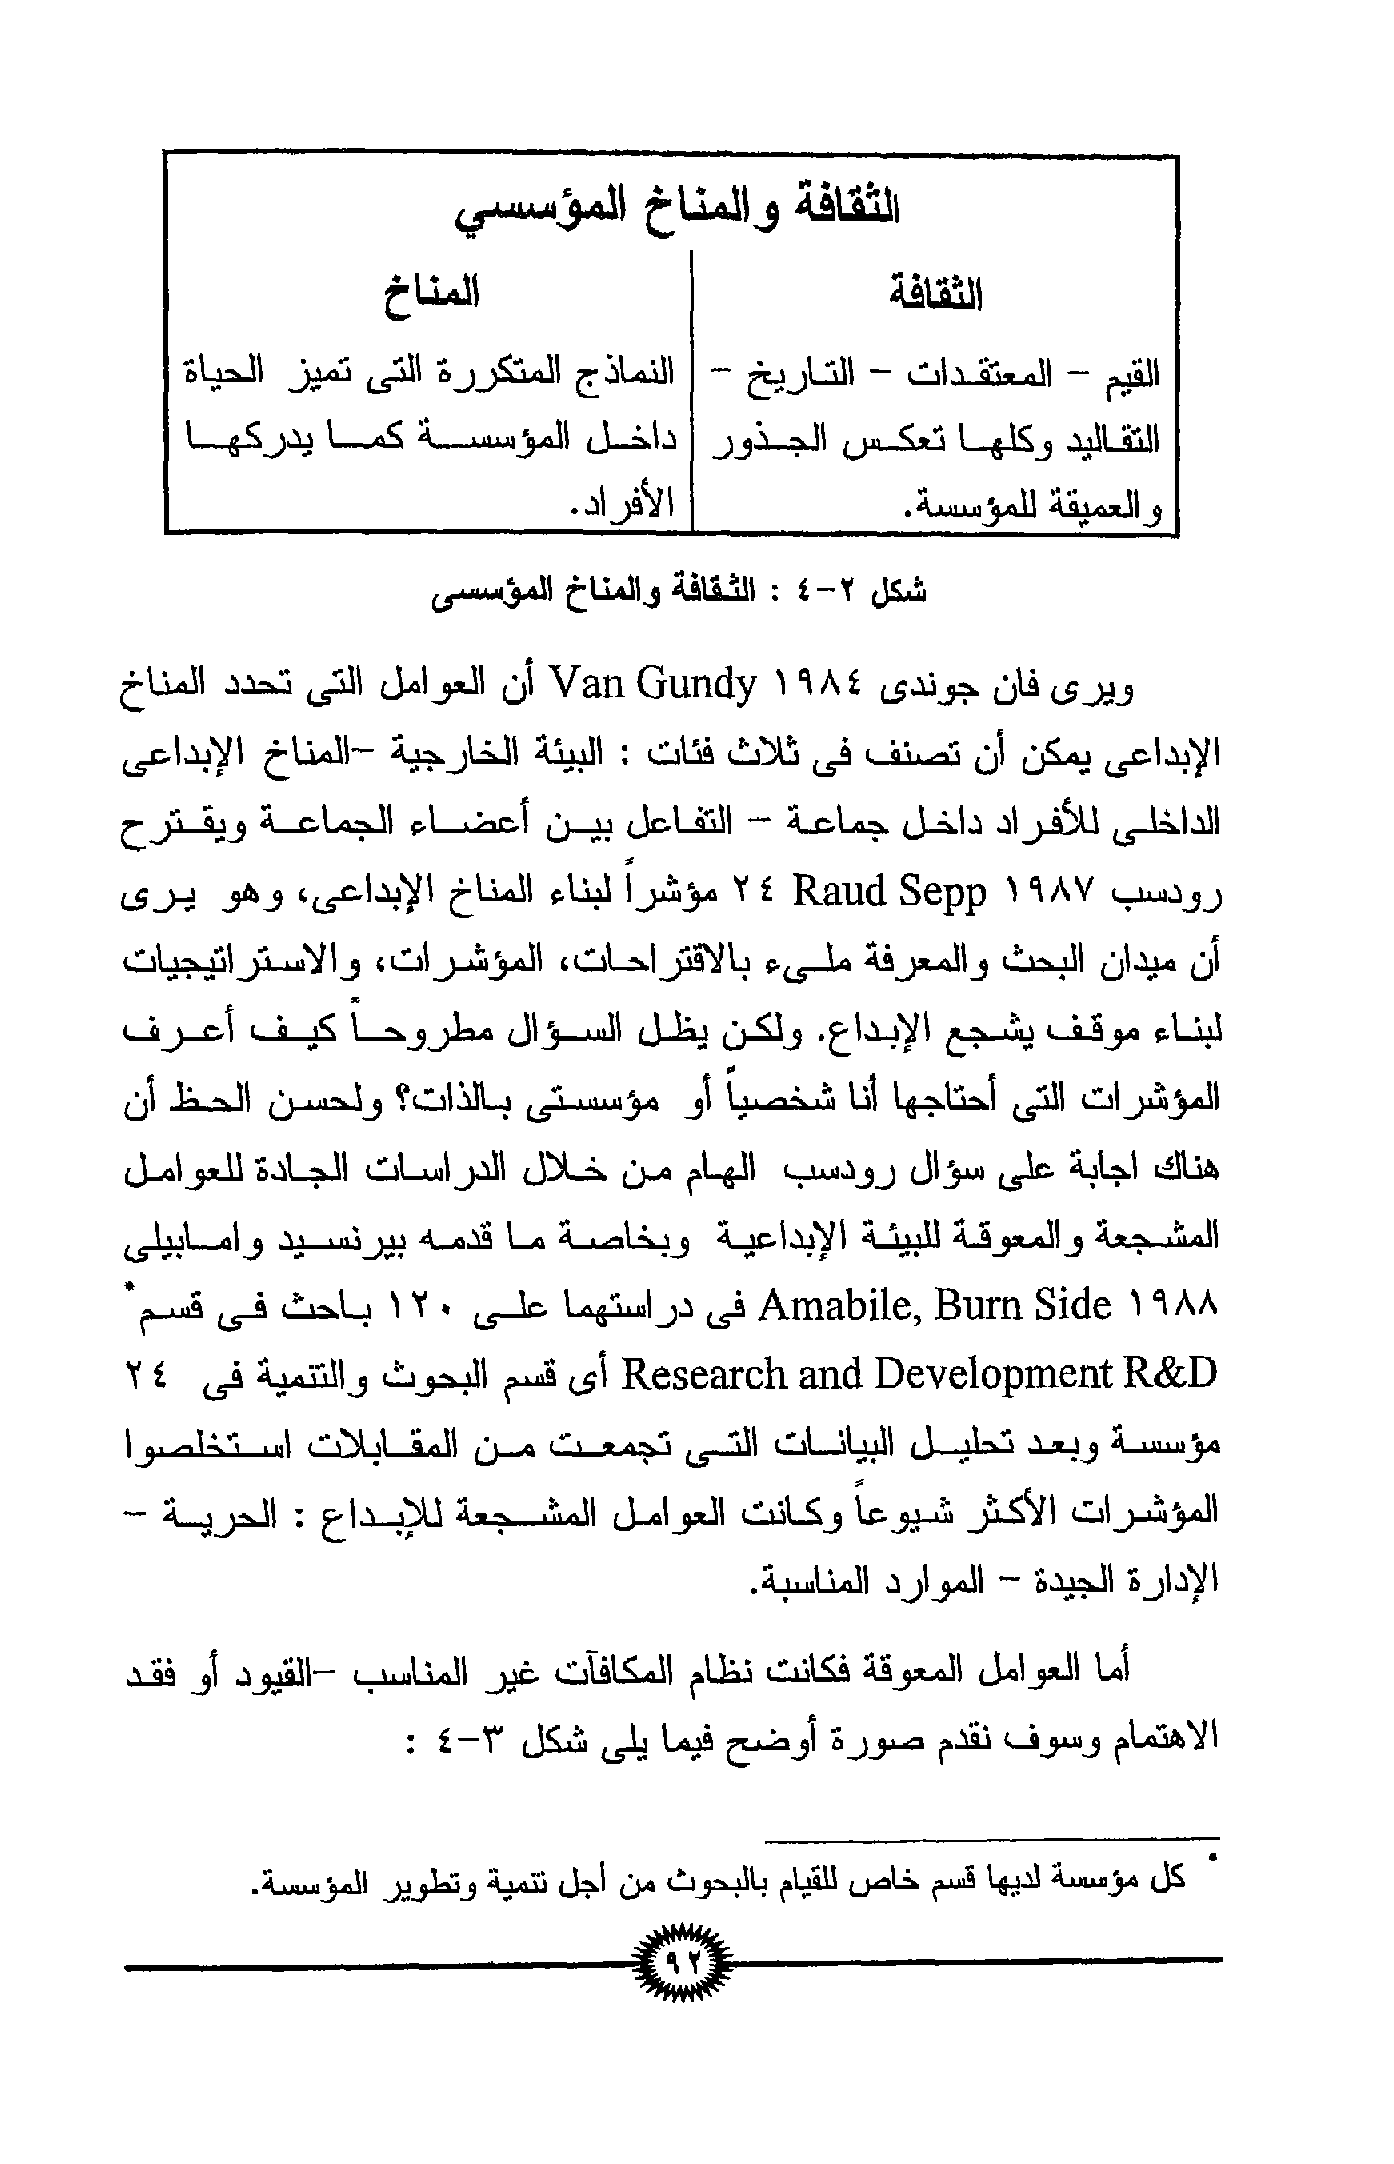 الثقافة والمناخ المؤسسي
الثقافة
القيم – المعتقدات – التاريخ –
التقاليد وكلها تعكس الجذور
والعميقة للمؤسسة.
المناخ
النماذج المتكررة التى تميز الحياة
داخل المؤسسة كما يدركها
الأفراد.
شكل ٢-٤ : الثقافة والمناخ المؤسسى
ويرى فان جوندى ١٩٨٤ Van Gundy أن العوامل التى تحدد المناخ
الإبداعى يمكن أن تصنف فى ثلاث فئات : البيئة الخارجية –المناخ الإبداعى
الداخلى للأفراد داخل جماعة – التفاعل بين أعضاء الجماعة ويقترح
رودسب ١٩٨٧ Raud Sepp ٢٤ مؤشراً لبناء المناخ الإبداعى، وهو يرى
أن ميدان البحث والمعرفة ملىء بالاقتراحات، المؤشرات، والاستراتيجيات
لبناء موقف يشجع الإبداع. ولكن يظل السؤال مطروحاً كيف أعرف
المؤشرات التى أحتاجها أنا شخصياً أو مؤسستى بالذات؟ ولحسن الحظ أن
هناك اجابة على سؤال رودسب الهام من خلال الدراسات الجادة للعوامل
المشجعة والمعوقة للبيئة الإبداعية وبخاصة ما قدمه بيرنسيد وامابيلى
١٩٨٨ Amabile, Burn Side فى دراستهما على ١٢٠ باحث فى قسم*
Research and Development R&D أى قسم البحوث والتنمية فى ٢٤
مؤسسة وبعد تحليل البيانات التى تجمعت من المقابلات استخلصوا
المؤشرات الأكثر شيوعاً وكانت العوامل المشجعة للإبداع : الحرية –
الإدارة الجيدة – الموارد المناسبة.
أما العوامل المعوقة فكانت نظام المكافآت غير المناسب –القيود أو فقد
الاهتمام وسوف نقدم صورة أوضح فيما يلى شكل ٣-٤ :
* كل مؤسسة لديها قسم خاص للقيام بالبحوث من أجل تنمية وتطوير المؤسسة.
٩٢